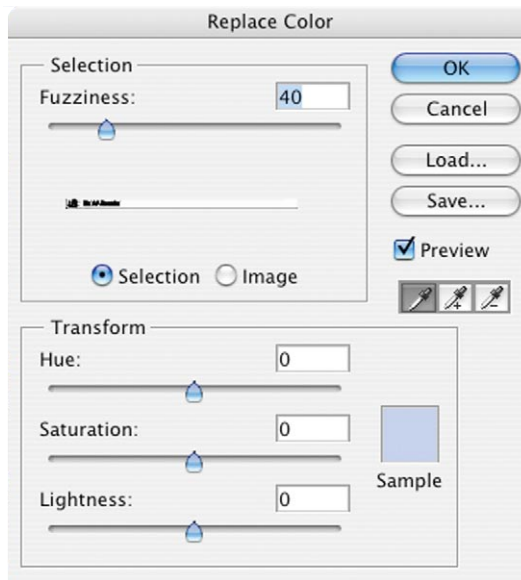 Replace Color
Selection
Fuzziness: 40
Selection Image
OK
Cancel
Load...
Save...
Preview
Transform
Hue: 0
Saturation: 0
Lightness: 0
Sample